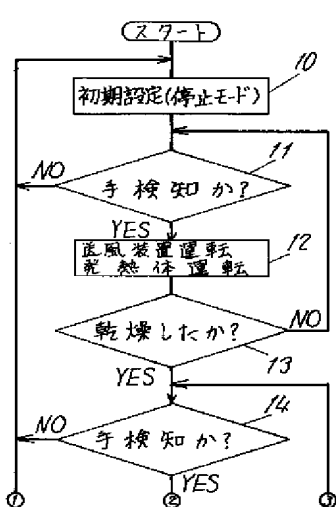 スタート
10
初期設定(停止モード)
11
NO
手検知か?
YES
12
送風装置運転
発熱体運転
乾燥したか?
NO
13
YES
14
NO
手検知か?
YES
① ② ③